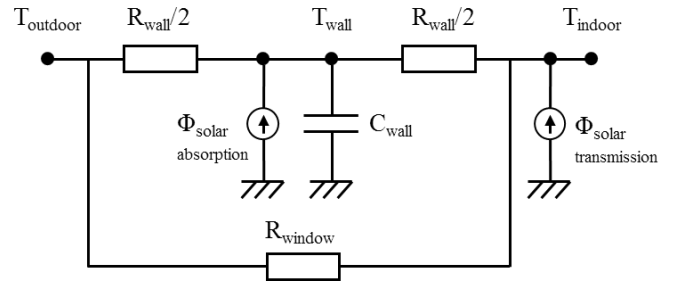 T_outdoor R_wall/2 T_wall R_wall/2 T_indoor
Φ_solar absorption
C_wall
Φ_solar transmission
R_window